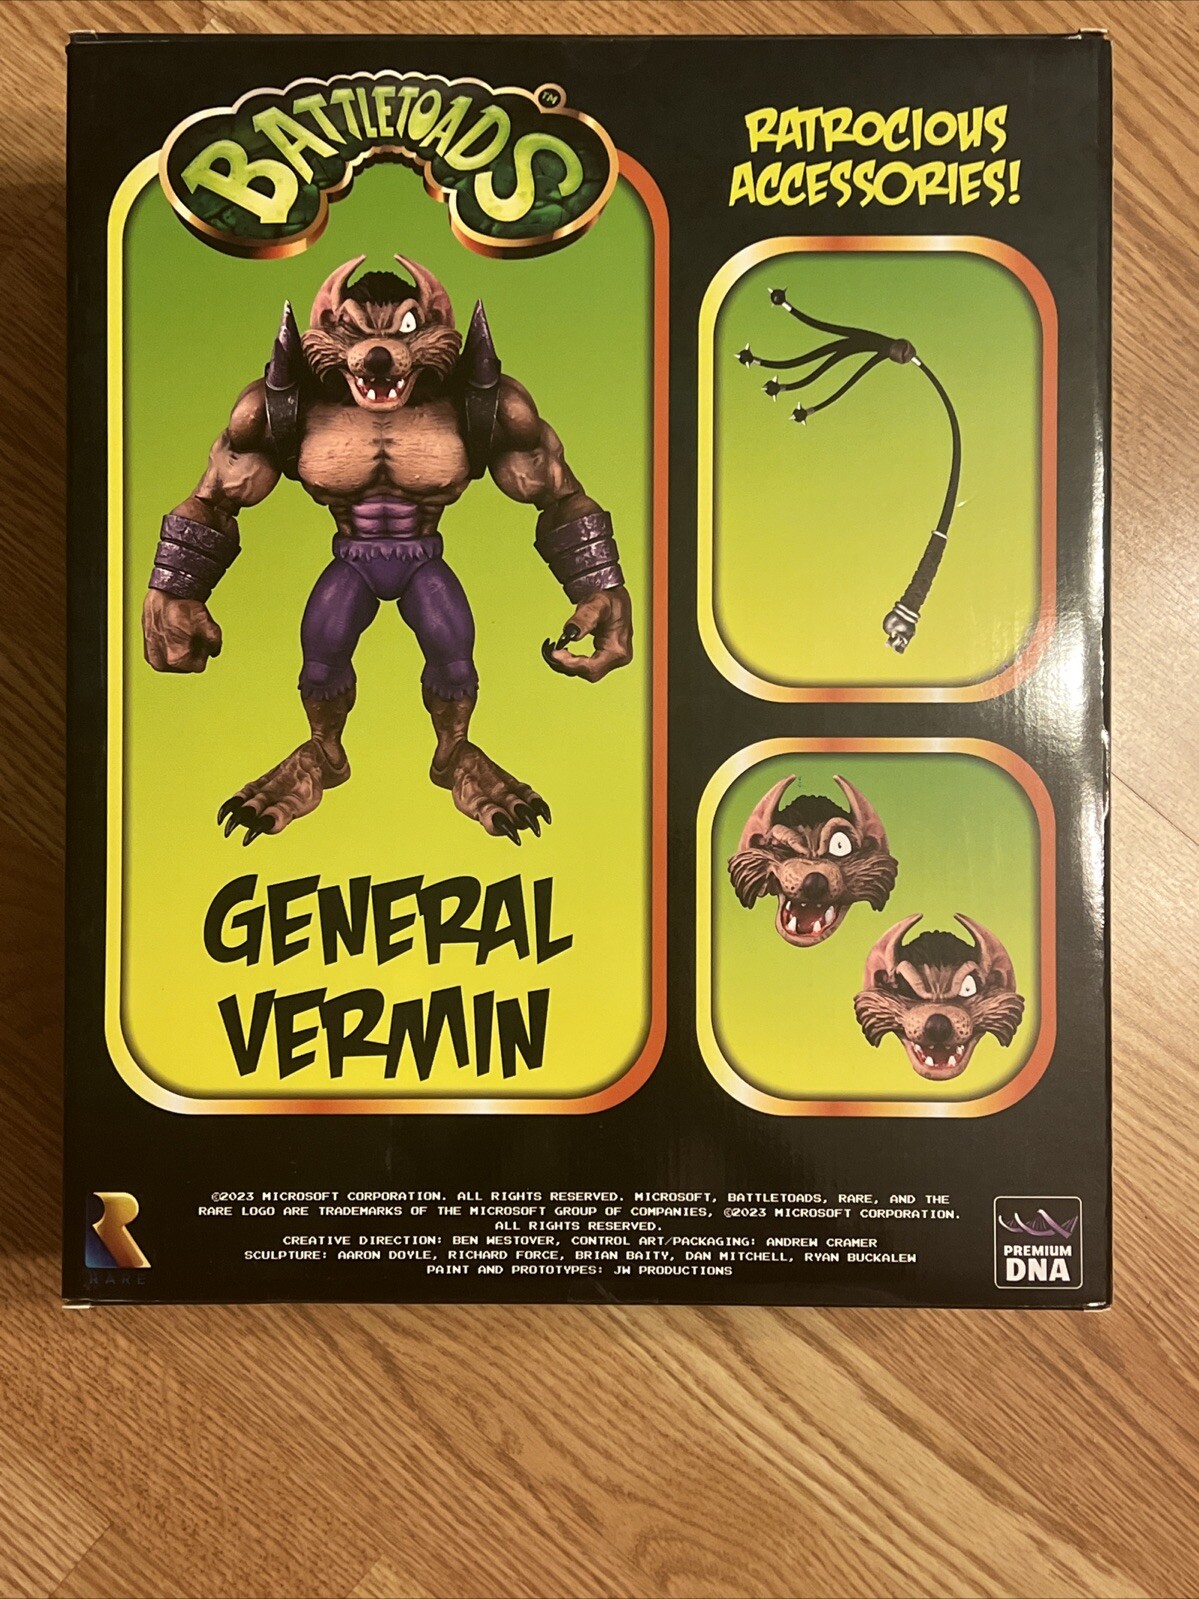 BATTLETOADS™
RATROCIOUS
ACCESSORIES!
GENERAL
VERMIN
©2023 MICROSOFT CORPORATION. ALL RIGHTS RESERVED. MICROSOFT, BATTLETOADS, RARE, AND THE
RARE LOGO ARE TRADEMARKS OF THE MICROSOFT GROUP OF COMPANIES, ©2023 MICROSOFT CORPORATION.
ALL RIGHTS RESERVED.
CREATIVE DIRECTION: BEN WESTOVER, CONTROL ART/PACKAGING: ANDREW CRAMER
SCULPTURE: AARON DOYLE, RICHARD FORCE, BRIAN BAITY, DAN MITCHELL, RYAN BUCKALEW
PAINT AND PROTOTYPES: JW PRODUCTIONS
RARE
PREMIUM
DNA